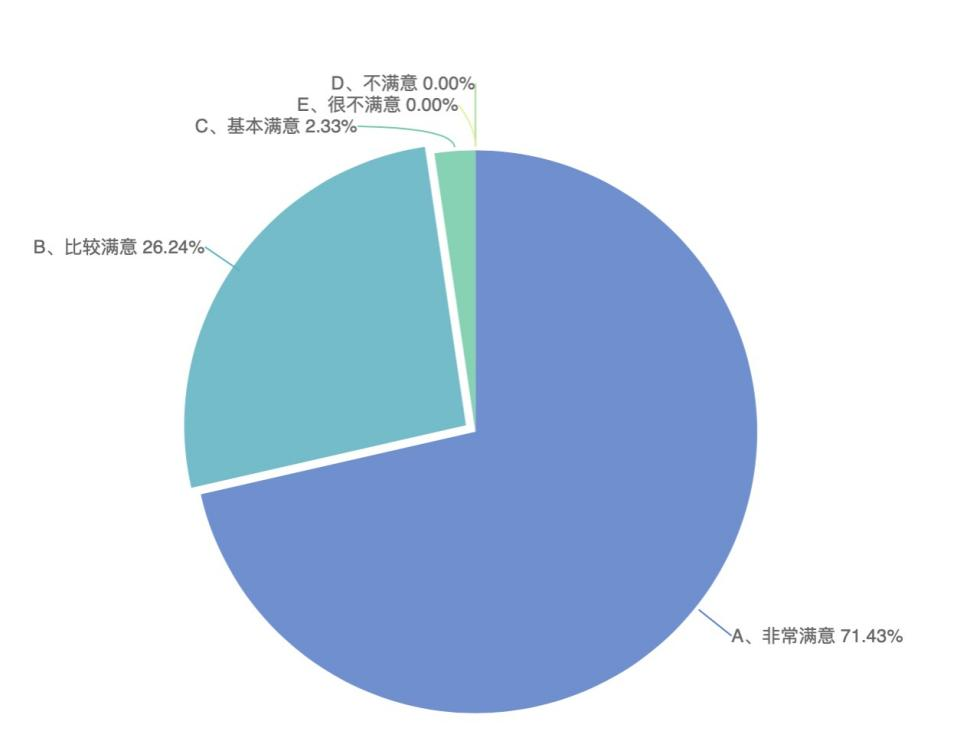 D、不满意 0.00%
E、很不满意 0.00%
C、基本满意 2.33%
B、比较满意 26.24%
A、非常满意 71.43%